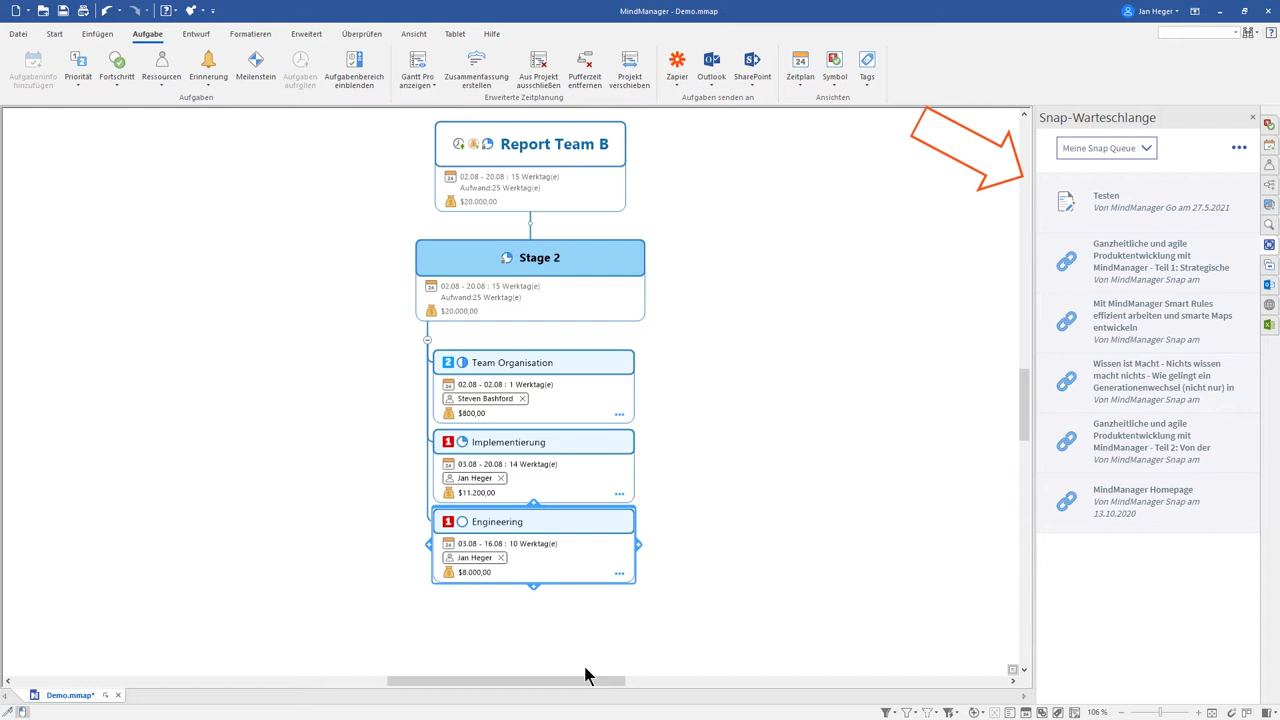 MindManager - Demo.mmap
Jan Heger
Datei Start Einfügen Aufgabe Entwurf Formatieren Erweitert Überprüfen Ansicht Tablet Hilfe
Aufgabeninfo hinzufügen
Priorität
Fortschritt
Ressourcen
Erinnerung
Meilenstein
Aufgaben aufrollen
Aufgabenbereich einblenden
Gantt Pro anzeigen
Zusammenfassung erstellen
Aus Projekt ausschließen
Pufferzeit entfernen
Projekt verschieben
Zapier
Outlook
SharePoint
Zeitplan
Symbol
Tags
Aufgaben
Erweiterte Zeitplanung
Aufgaben senden an
Ansichten
Report Team B
02.08 - 20.08 : 15 Werktag(e)
Aufwand:25 Werktag(e)
$20.000,00
Stage 2
02.08 - 20.08 : 15 Werktag(e)
Aufwand:25 Werktag(e)
$20.000,00
2 Team Organisation
02.08 - 02.08 : 1 Werktag(e)
Steven Bashford
$800,00
1 Implementierung
03.08 - 20.08 : 14 Werktag(e)
Jan Heger
$11.200,00
1 Engineering
03.08 - 16.08 : 10 Werktag(e)
Jan Heger
$8.000,00
Snap-Warteschlange
Meine Snap Queue
Testen
Von MindManager Go am 27.5.2021
Ganzheitliche und agile
Produktentwicklung mit
MindManager - Teil 1: Strategische
Von MindManager Snap am
Mit MindManager Smart Rules
effizient arbeiten und smarte Maps
entwickeln
Von MindManager Snap am
Wissen ist Macht - Nichts wissen
macht nichts - Wie gelingt ein
Generationenwechsel (nicht nur) in
Von MindManager Snap am
Ganzheitliche und agile
Produktentwicklung mit
MindManager - Teil 2: Von der
Von MindManager Snap am
MindManager Homepage
Von MindManager Snap am
13.10.2020
Demo.mmap*
106 %